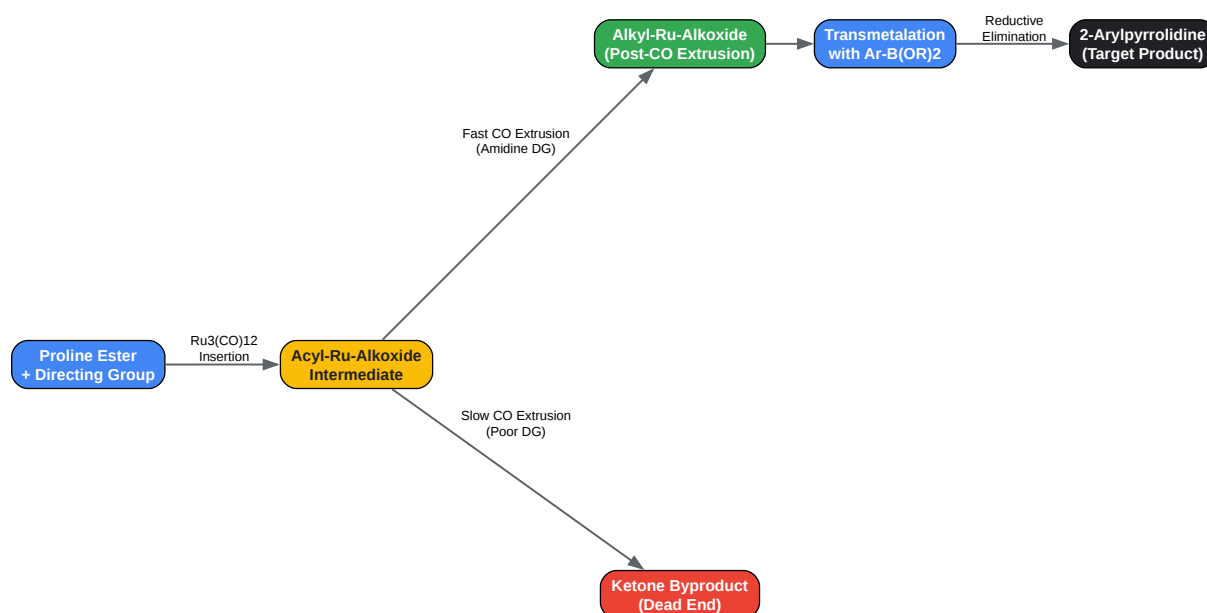 Alkyl-Ru-Alkoxide
(Post-CO Extrusion)
Transmetalation
with Ar-B(OR)2
Reductive
Elimination
2-Arylpyrrolidine
(Target Product)
Fast CO Extrusion
(Amidine DG)
Proline Ester
+ Directing Group
Ru3(CO)12
Insertion
Acyl-Ru-Alkoxide
Intermediate
Slow CO Extrusion
(Poor DG)
Ketone Byproduct
(Dead End)